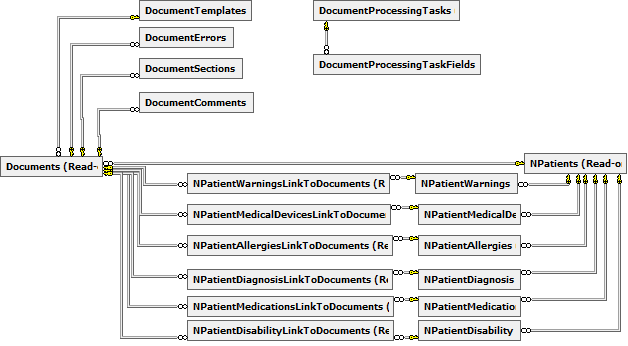 DocumentTemplates
DocumentProcessingTasks
DocumentErrors
DocumentSections
DocumentProcessingTaskFields
DocumentComments
Documents (Read-
NPatients (Read-o
NPatientWarningsLinkToDocuments (R
NPatientWarnings
NPatientMedicalDevicesLinkToDocume
NPatientMedicalDe
NPatientAllergiesLinkToDocuments (Re
NPatientAllergies
NPatientDiagnosisLinkToDocuments (Re
NPatientDiagnosis
NPatientMedicationsLinkToDocuments (
NPatientMedicatio
NPatientDisabilityLinkToDocuments (Re
NPatientDisability